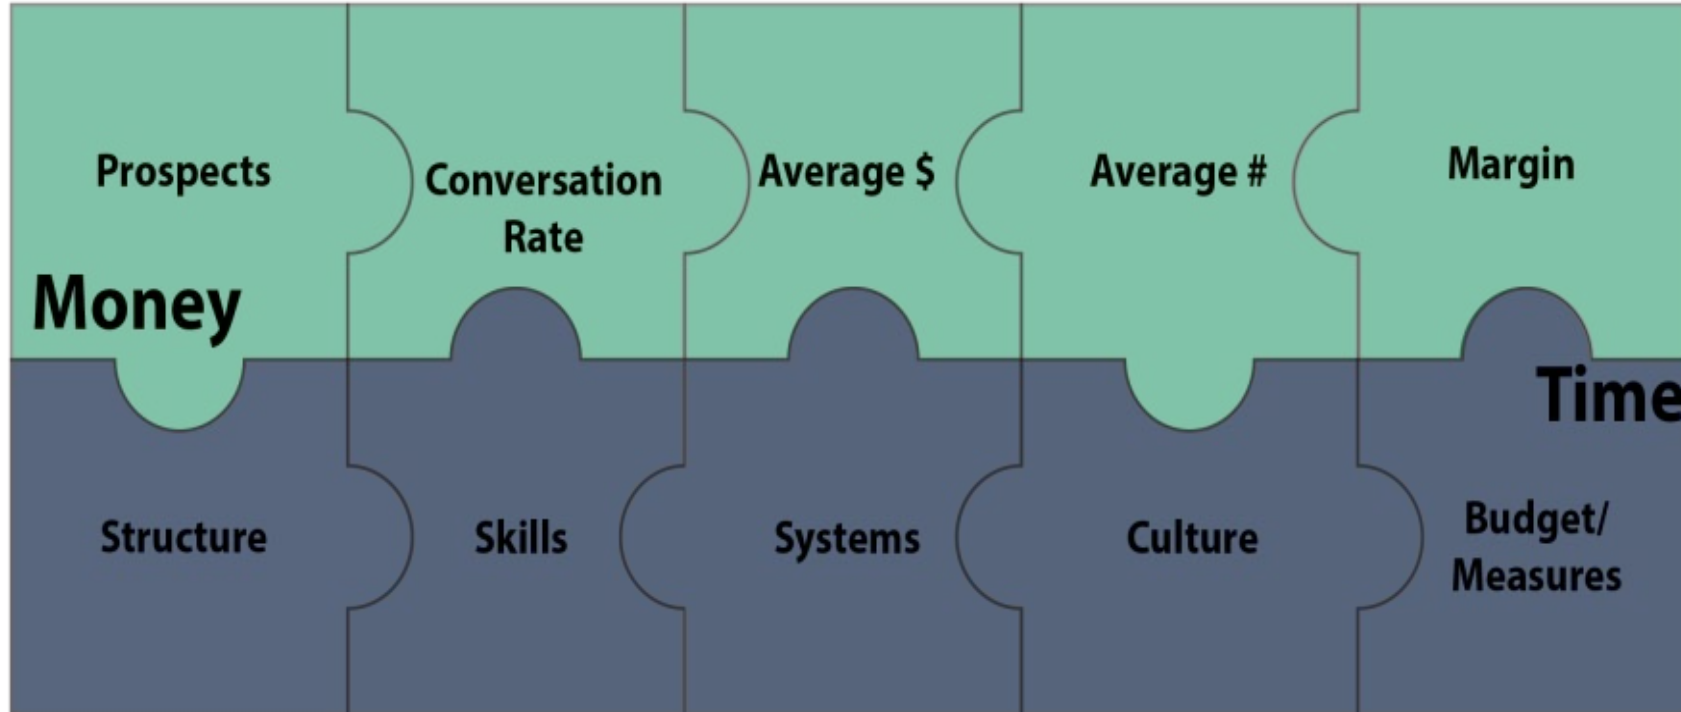 Prospects
Conversation
Rate
Average $
Average #
Margin
Money
Time
Structure
Skills
Systems
Culture
Budget/
Measures